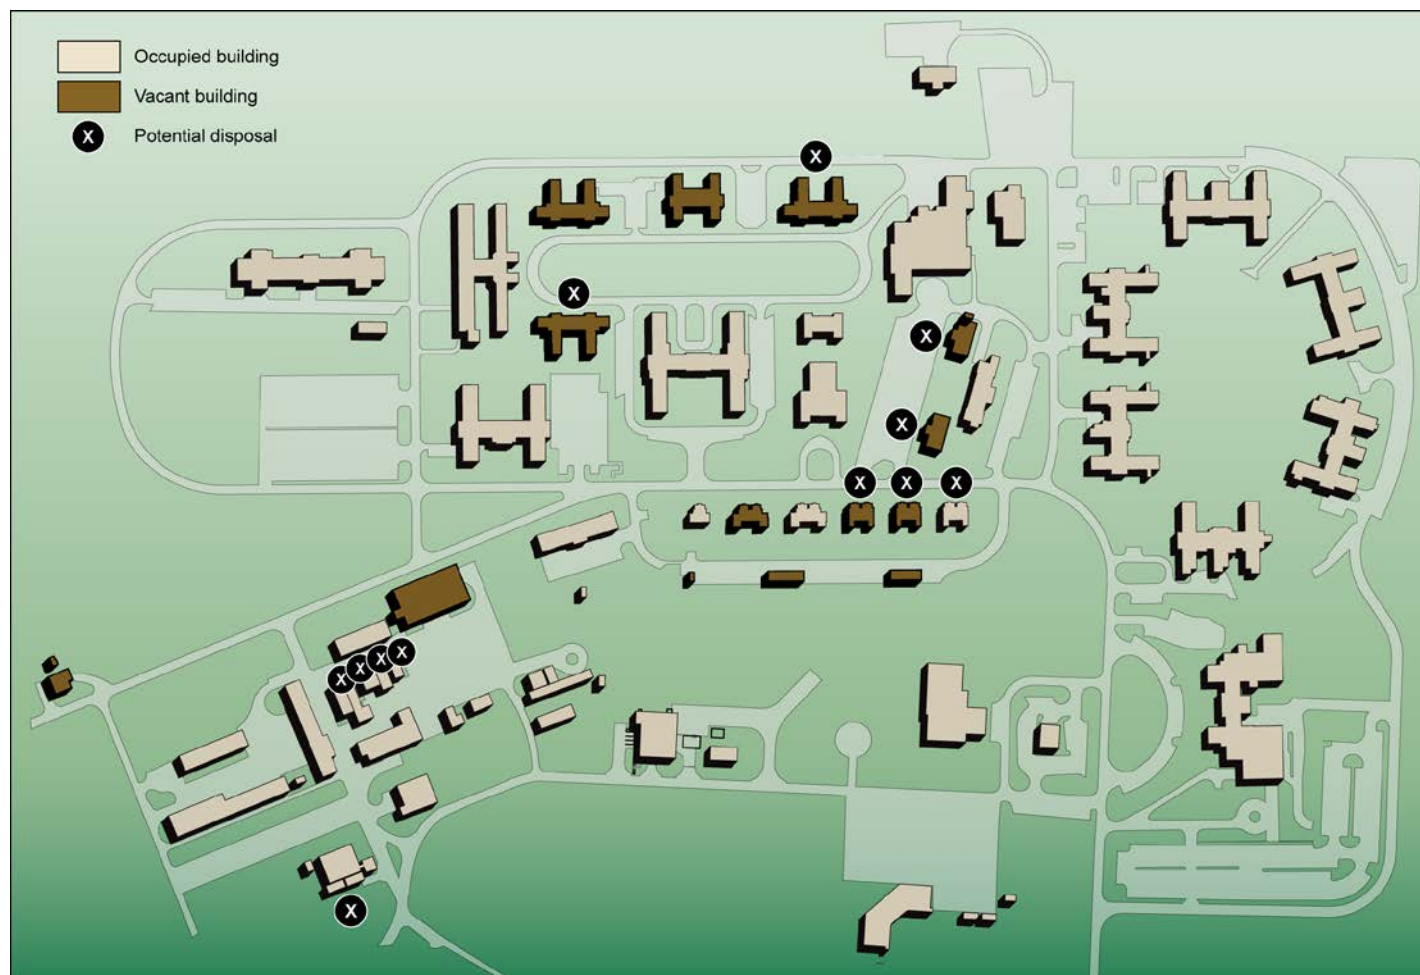 Occupied building
Vacant building
X Potential disposal
X
X
X
X
X X X
X X X X
X